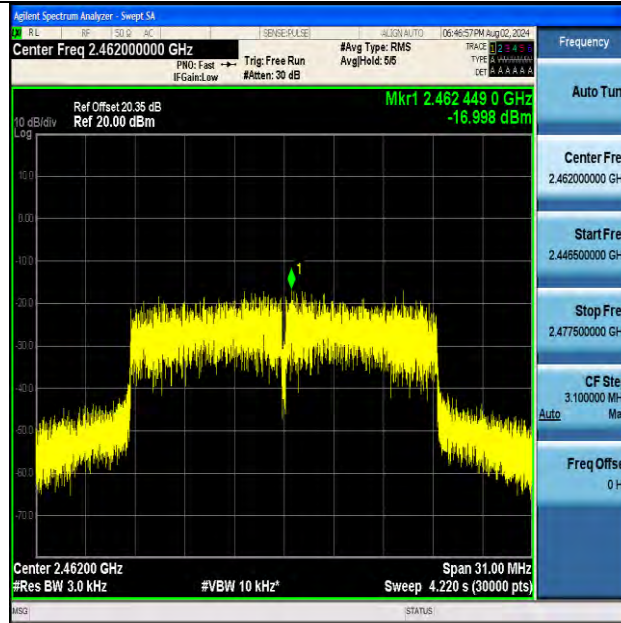 Agilent Spectrum Analyzer - Swept SA
RL RF 50 Ω AC SENSE:PULSE ALIGN AUTO 06:46:57 PM Aug 02, 2024
Center Freq 2.462000000 GHz
#Avg Type: RMS
TRACE 1 2 3 4 5 6
PNO: Fast
Trig: Free Run
Avg|Hold: 5/5
TYPE A
IFGain:Low
#Atten: 30 dB
DET A A A A A A
Frequency
Auto Tun
Mkr1 2.462 449 0 GHz
-16.998 dBm
Ref Offset 20.35 dB
10 dB/div Ref 20.00 dBm
Log
10.0
0.00
-10.0
-20.0
-30.0
-40.0
-50.0
-60.0
-70.0
1
Center Fre
2.462000000 GH
Start Fre
2.446500000 GH
Stop Fre
2.477500000 GH
CF Ste
3.100000 MH
Auto Ma
Freq Offse
0 H
Center 2.46200 GHz Span 31.00 MHz
#Res BW 3.0 kHz #VBW 10 kHz* Sweep 4.220 s (30000 pts)
MSG STATUS